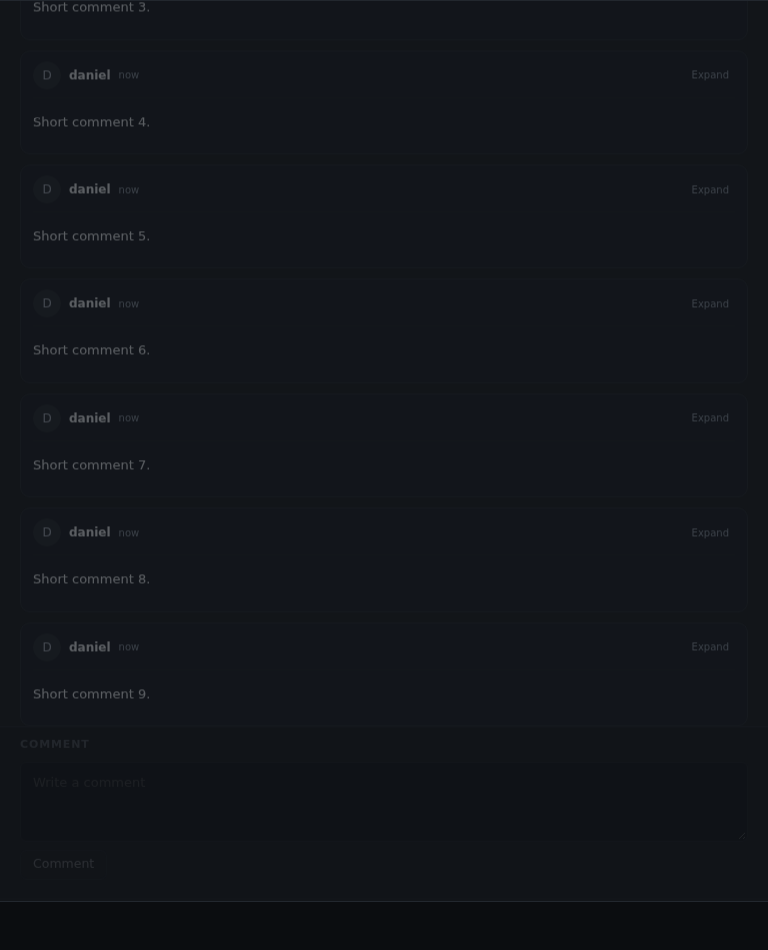 Short comment 3.
D daniel now Expand
Short comment 4.
D daniel now Expand
Short comment 5.
D daniel now Expand
Short comment 6.
D daniel now Expand
Short comment 7.
D daniel now Expand
Short comment 8.
D daniel now Expand
Short comment 9.
COMMENT
Write a comment
Comment